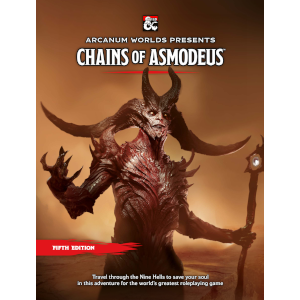 ARCANUM WORLDS PRESENTS
CHAINS OF ASMODEUS™
FIFTH EDITION
Travel through the Nine Hells to save your soul
in this adventure for the world's greatest roleplaying game